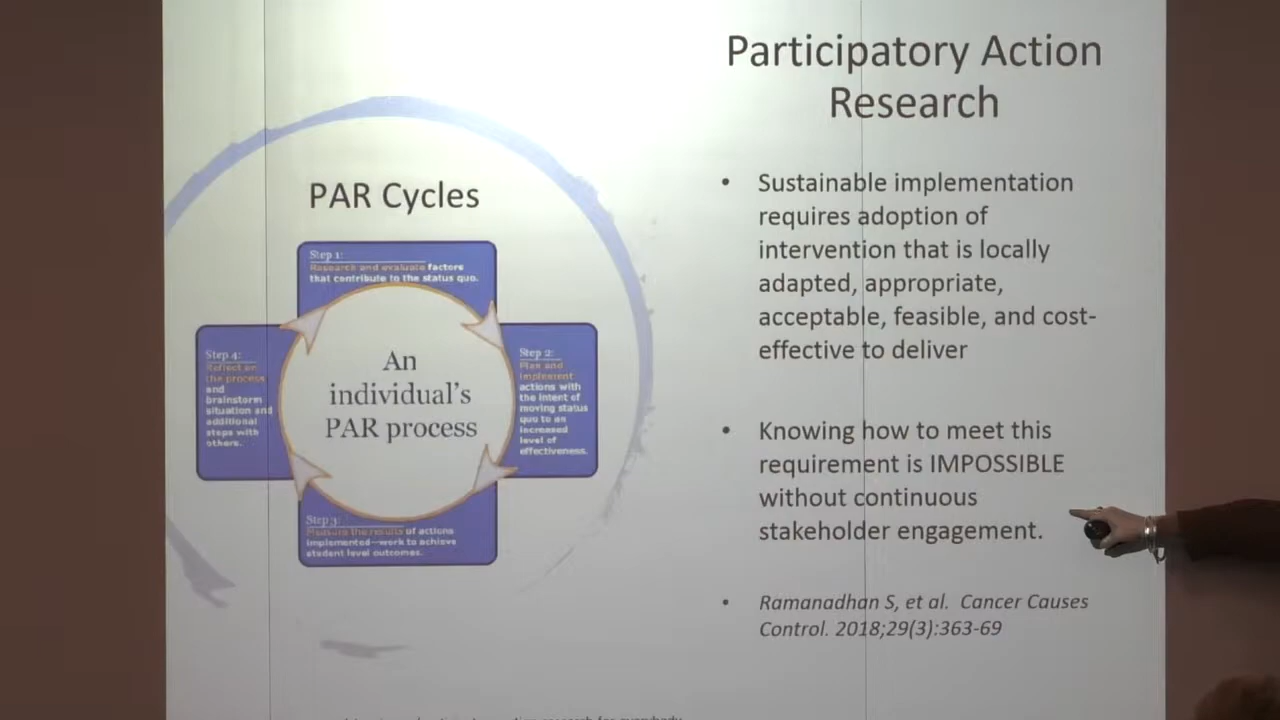 Participatory Action
Research
• Sustainable implementation
requires adoption of
intervention that is locally
adapted, appropriate,
acceptable, feasible, and cost-
effective to deliver
• Knowing how to meet this
requirement is IMPOSSIBLE
without continuous
stakeholder engagement.
• Ramanadhan S, et al. Cancer Causes
Control. 2018;29(3):363-69
PAR Cycles
Step 1:
Research and evaluate factors
that contribute to the status quo.
Step 2:
Plan and
implement
actions with
the intent of
moving status
quo to an
increased
level of
effectiveness.
Step 3:
Measure the results of actions
implemented—work to achieve
student level outcomes.
Step 4:
Reflect on
the process
and
brainstorm
situation and
additional
steps with
others.
An
individual's
PAR process
research for everybody